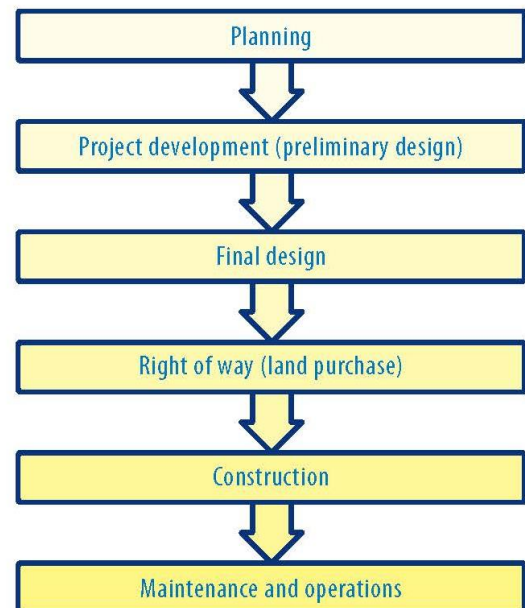 Planning
Project development (preliminary design)
Final design
Right of way (land purchase)
Construction
Maintenance and operations